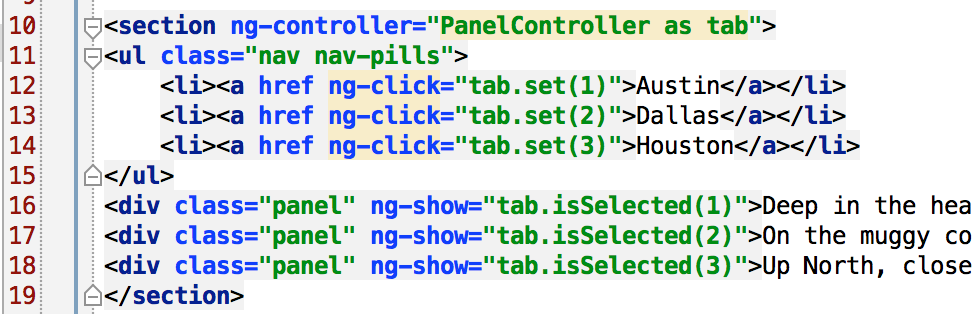 10 <section ng-controller="PanelController as tab">
11 <ul class="nav nav-pills">
12 <li><a href ng-click="tab.set(1)">Austin</a></li>
13 <li><a href ng-click="tab.set(2)">Dallas</a></li>
14 <li><a href ng-click="tab.set(3)">Houston</a></li>
15 </ul>
16 <div class="panel" ng-show="tab.isSelected(1)">Deep in the hea
17 <div class="panel" ng-show="tab.isSelected(2)">On the muggy co
18 <div class="panel" ng-show="tab.isSelected(3)">Up North, close
19 </section>